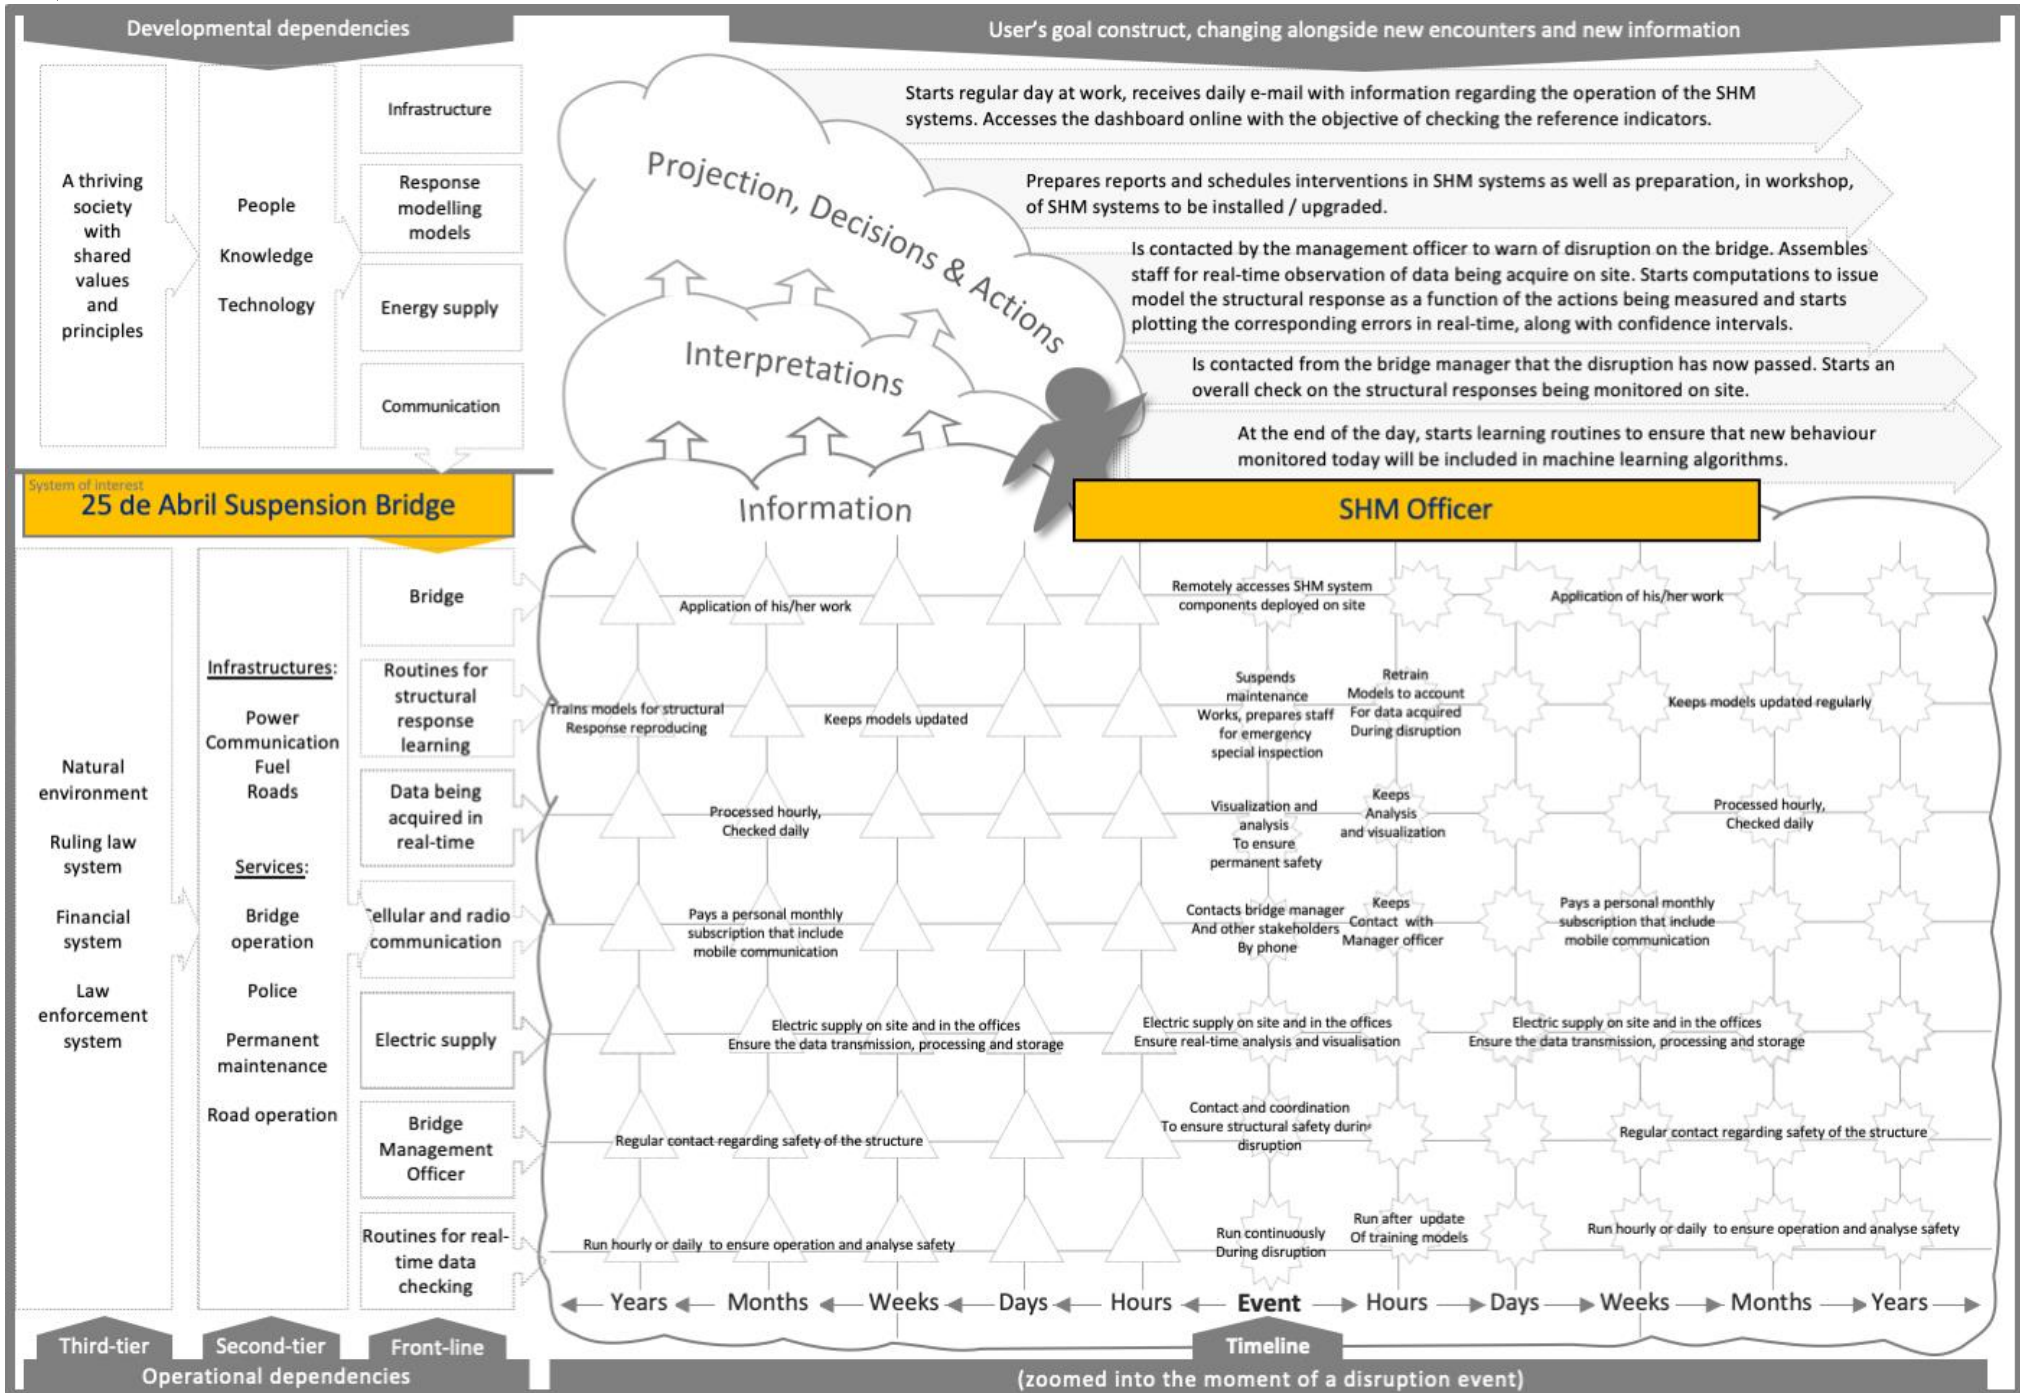 Developmental dependencies
User's goal construct, changing alongside new encounters and new information
A thriving
society
with
shared
values
and
principles
People
Knowledge
Technology
Infrastructure
Response
modelling
models
Energy supply
Communication
Projection, Decisions & Actions
Interpretations
Information
Starts regular day at work, receives daily e-mail with information regarding the operation of the SHM
systems. Accesses the dashboard online with the objective of checking the reference indicators.
Prepares reports and schedules interventions in SHM systems as well as preparation, in workshop,
of SHM systems to be installed / upgraded.
Is contacted by the management officer to warn of disruption on the bridge. Assembles
staff for real-time observation of data being acquire on site. Starts computations to issue
model the structural response as a function of the actions being measured and starts
plotting the corresponding errors in real-time, along with confidence intervals.
Is contacted from the bridge manager that the disruption has now passed. Starts an
overall check on the structural responses being monitored on site.
At the end of the day, starts learning routines to ensure that new behaviour
monitored today will be included in machine learning algorithms.
System of interest
25 de Abril Suspension Bridge
SHM Officer
Natural
environment
Ruling law
system
Financial
system
Law
enforcement
system
Infrastructures:
Power
Communication
Fuel
Roads
Services:
Bridge
operation
Police
Permanent
maintenance
Road operation
Bridge
Application of his/her work
Remotely accesses SHM system
components deployed on site
Application of his/her work
Routines for
structural
response
learning
Trains models for structural
Response reproducing
Keeps models updated
Suspends
maintenance
Works, prepares staff
for emergency
special inspection
Retrain
Models to account
For data acquired
During disruption
Keeps models updated regularly
Data being
acquired in
real-time
Processed hourly,
Checked daily
Visualization and
analysis
To ensure
permanent safety
Keeps
Analysis
and visualization
Processed hourly,
Checked daily
Cellular and radio
communication
Pays a personal monthly
subscription that include
mobile communication
Contacts bridge manager
And other stakeholders
By phone
Keeps
Contact with
Manager officer
Pays a personal monthly
subscription that include
mobile communication
Electric supply
Electric supply on site and in the offices
Ensure the data transmission, processing and storage
Electric supply on site and in the offices
Ensure real-time analysis and visualisation
Electric supply on site and in the offices
Ensure the data transmission, processing and storage
Bridge
Management
Officer
Regular contact regarding safety of the structure
Contact and coordination
To ensure structural safety during
disruption
Regular contact regarding safety of the structure
Routines for real-
time data
checking
Run hourly or daily to ensure operation and analyse safety
Run continuously
During disruption
Run after update
Of training models
Run hourly or daily to ensure operation and analyse safety
Years Months Weeks Days Hours Event Hours Days Weeks Months Years
Third-tier
Second-tier
Front-line
Timeline
Operational dependencies
(zoomed into the moment of a disruption event)